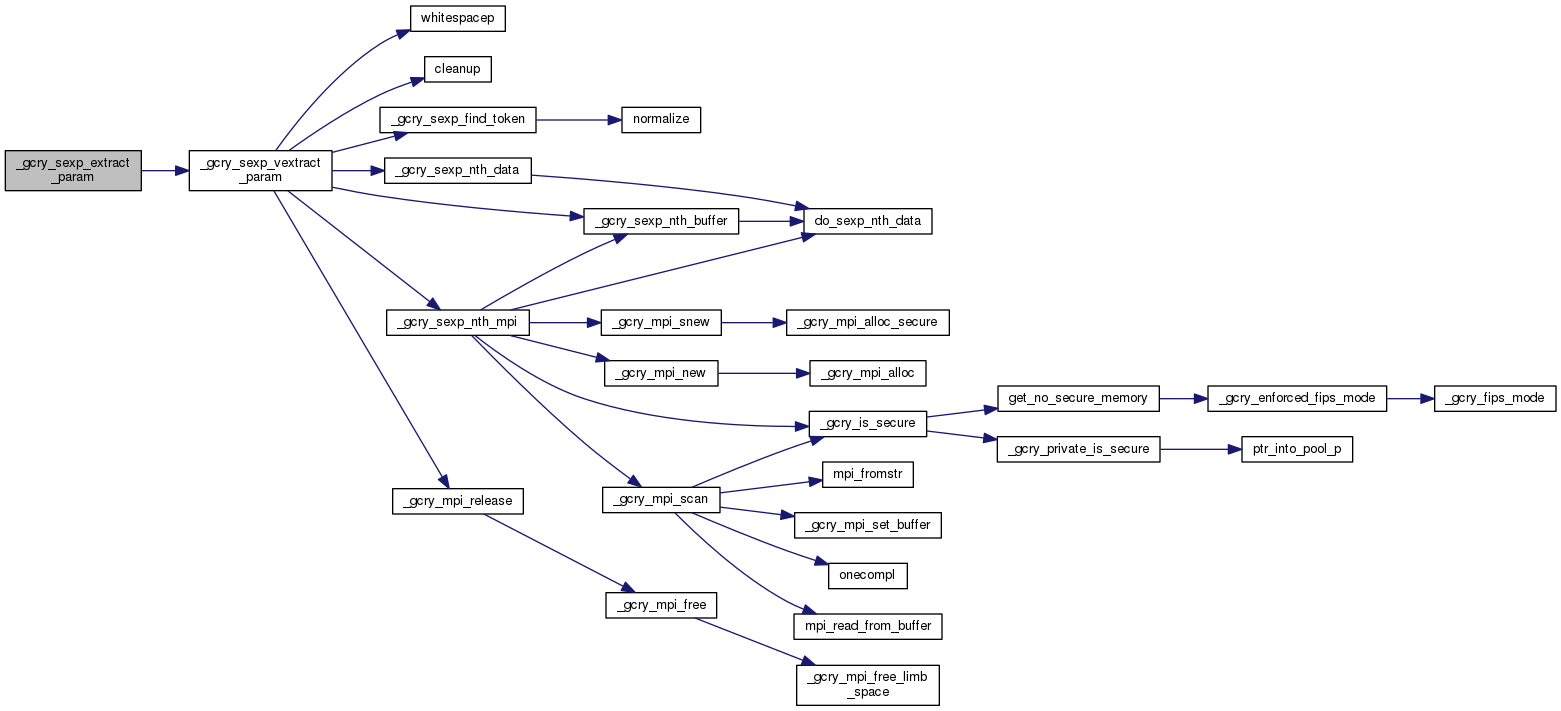 whitespacep
cleanup
_gcry_sexp_find_token
normalize
_gcry_sexp_extract
_param
_gcry_sexp_vextract
_param
_gcry_sexp_nth_data
_gcry_sexp_nth_buffer
do_sexp_nth_data
_gcry_sexp_nth_mpi
_gcry_mpi_snew
_gcry_mpi_alloc_secure
_gcry_mpi_new
_gcry_mpi_alloc
get_no_secure_memory
_gcry_enforced_fips_mode
_gcry_fips_mode
_gcry_is_secure
_gcry_private_is_secure
ptr_into_pool_p
mpi_fromstr
_gcry_mpi_release
_gcry_mpi_scan
_gcry_mpi_set_buffer
onecompl
_gcry_mpi_free
mpi_read_from_buffer
_gcry_mpi_free_limb
_space